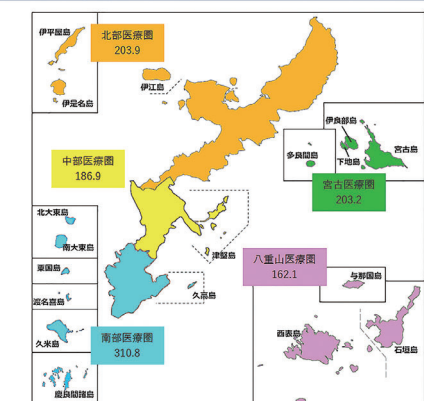 伊平屋島
伊是名島
北部医療圏
203.9
伊江島
伊良部島
宮古島
多良間島
下地島
宮古医療圏
203.2
中部医療圏
186.9
津堅島
北大東島
南大東島
粟国島
渡名喜島
久米島
慶良間諸島
久高島
南部医療圏
310.8
八重山医療圏
162.1
与那国島
西表島
石垣島